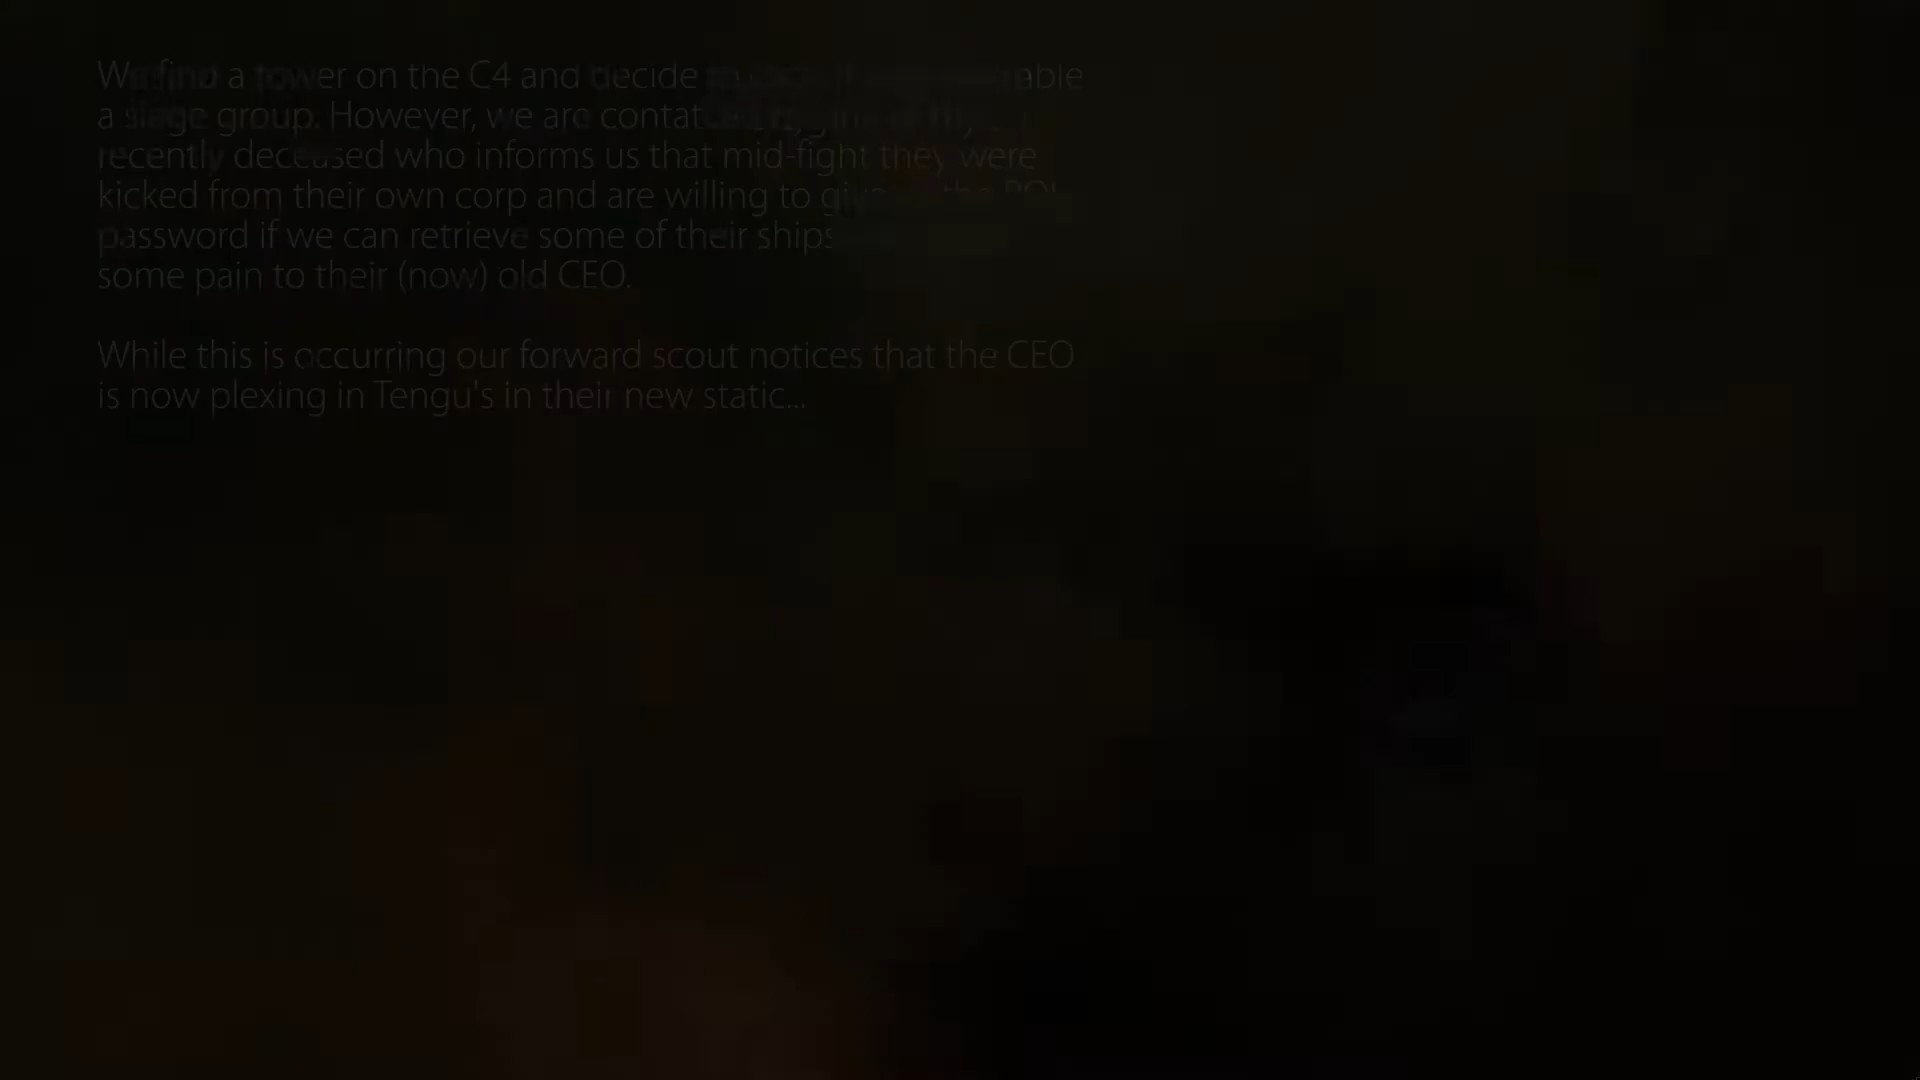 We find a tower on the C4 and decide
a siege group. However, we are
recently deceased who informs us that mid-fight they were
kicked from their own corp and are willing to
password if we can retrieve some of their ships
some pain to their (now) old CEO.
While this is occurring our forward scout notices that the CEO
is now plexing in Tengu's in their new static...